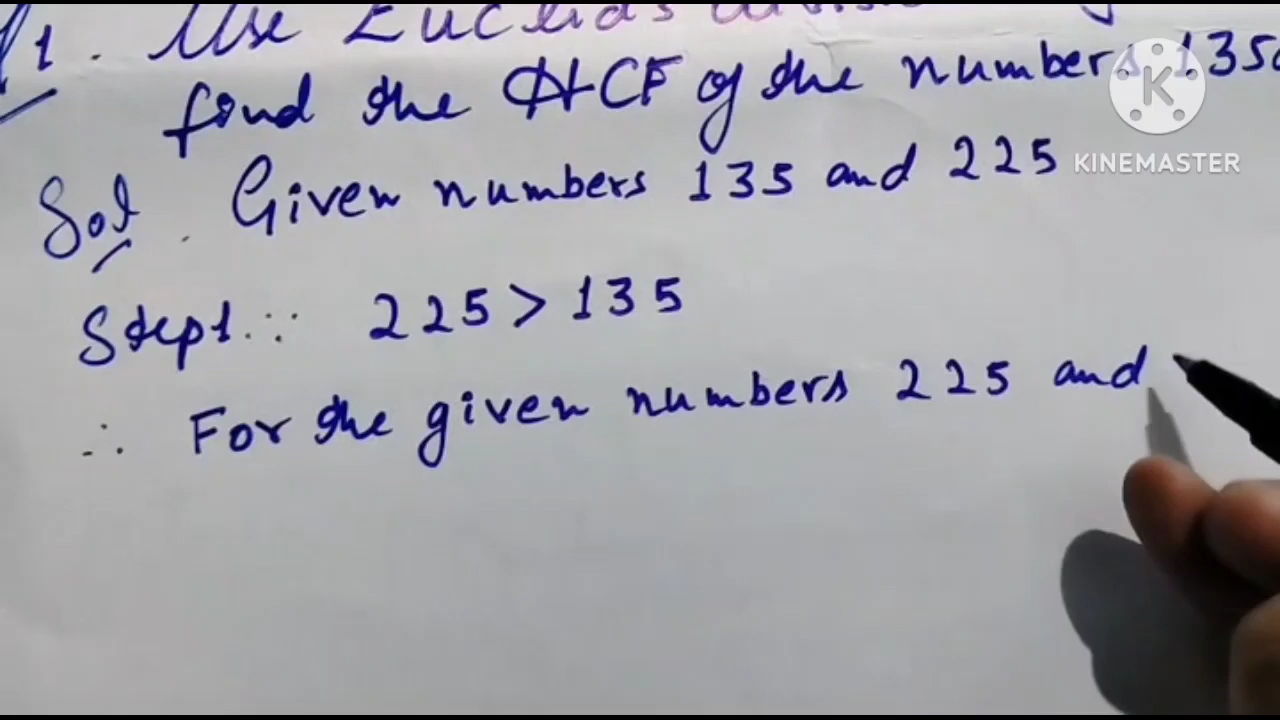 1. Use Euclid's
find the HCF of the numbers 135
KINEMASTER
Sol. Given numbers 135 and 225
Step1. ∵ 225 > 135
∴ For the given numbers 225 and